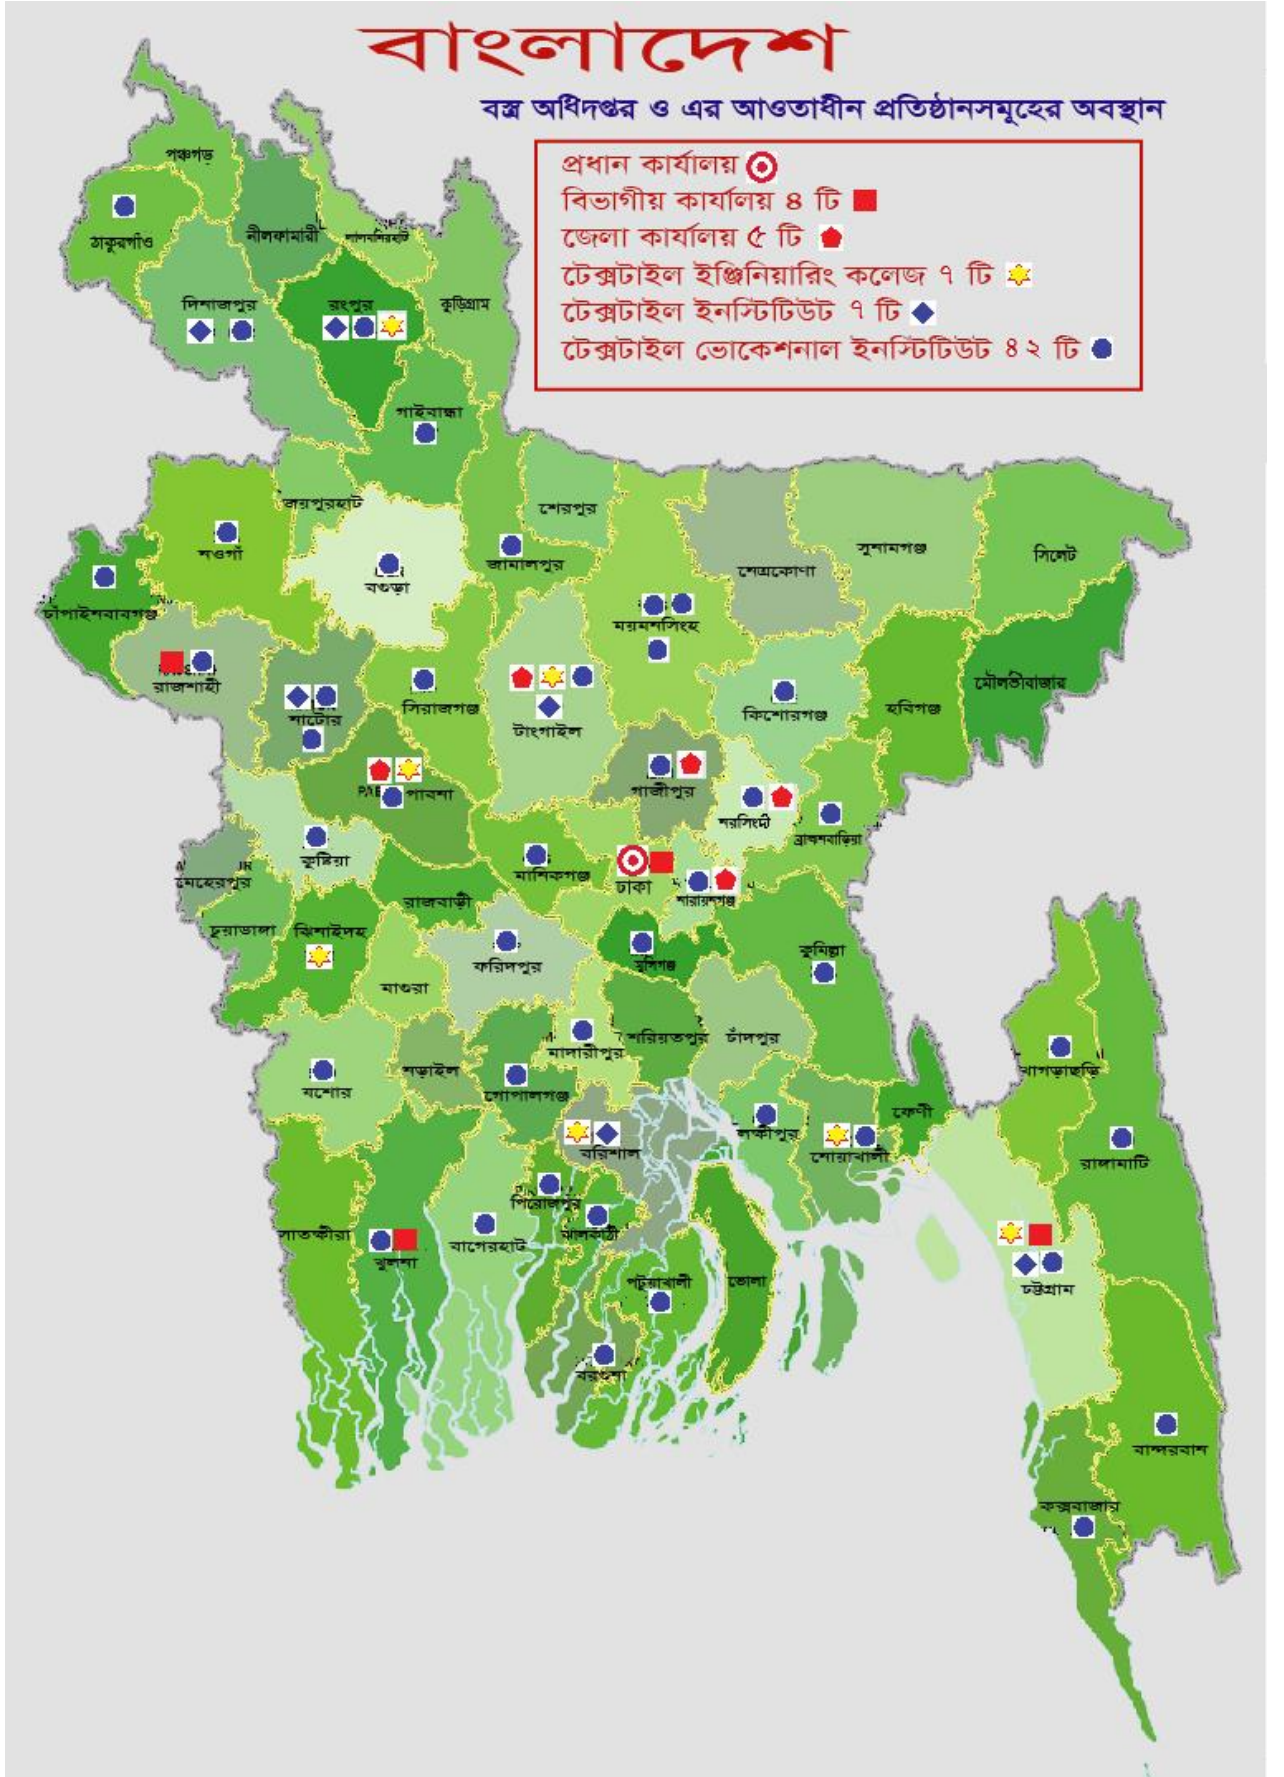 বাংলাদেশ
বস্ত্র অধিদপ্তর ও এর আওতাধীন প্রতিষ্ঠানসমূহের অবস্থান
প্রধান কার্যালয়
বিভাগীয় কার্যালয় ৪ টি
জেলা কার্যালয় ৫ টি
টেক্সটাইল ইঞ্জিনিয়ারিং কলেজ ৭ টি
টেক্সটাইল ইনস্টিটিউট ৭ টি
টেক্সটাইল ভোকেশনাল ইনস্টিটিউট ৪২ টি
পঞ্চগড়
ঠাকুরগাঁও
নীলফামারী
লালমনিরহাট
দিনাজপুর
রংপুর
কুড়িগ্রাম
গাইবান্ধা
জয়পুরহাট
শেরপুর
নওগাঁ
বগুড়া
জামালপুর
নেত্রকোণা
সুনামগঞ্জ
সিলেট
চাঁপাইনবাবগঞ্জ
ময়মনসিংহ
রাজশাহী
নাটোর
সিরাজগঞ্জ
টাংগাইল
কিশোরগঞ্জ
হবিগঞ্জ
মৌলভীবাজার
পাবনা
গাজীপুর
নরসিংদী
ব্রাহ্মণবাড়িয়া
কুষ্টিয়া
মেহেরপুর
মানিকগঞ্জ
ঢাকা
নারায়নগঞ্জ
রাজবাড়ী
চুয়াডাঙ্গা
ঝিনাইদহ
ফরিদপুর
মুন্সিগঞ্জ
কুমিল্লা
মাগুরা
মাদারীপুর
শরিয়তপুর
চাঁদপুর
যশোর
নড়াইল
গোপালগঞ্জ
খাগড়াছড়ি
বরিশাল
লক্ষীপুর
নোয়াখালী
ফেণী
রাঙ্গামাটি
পিরোজপুর
ঝালকাঠী
সাতক্ষীরা
খুলনা
বাগেরহাট
পটুয়াখালী
ভোলা
চট্টগ্রাম
বরগুনা
বান্দরবান
কক্সবাজার